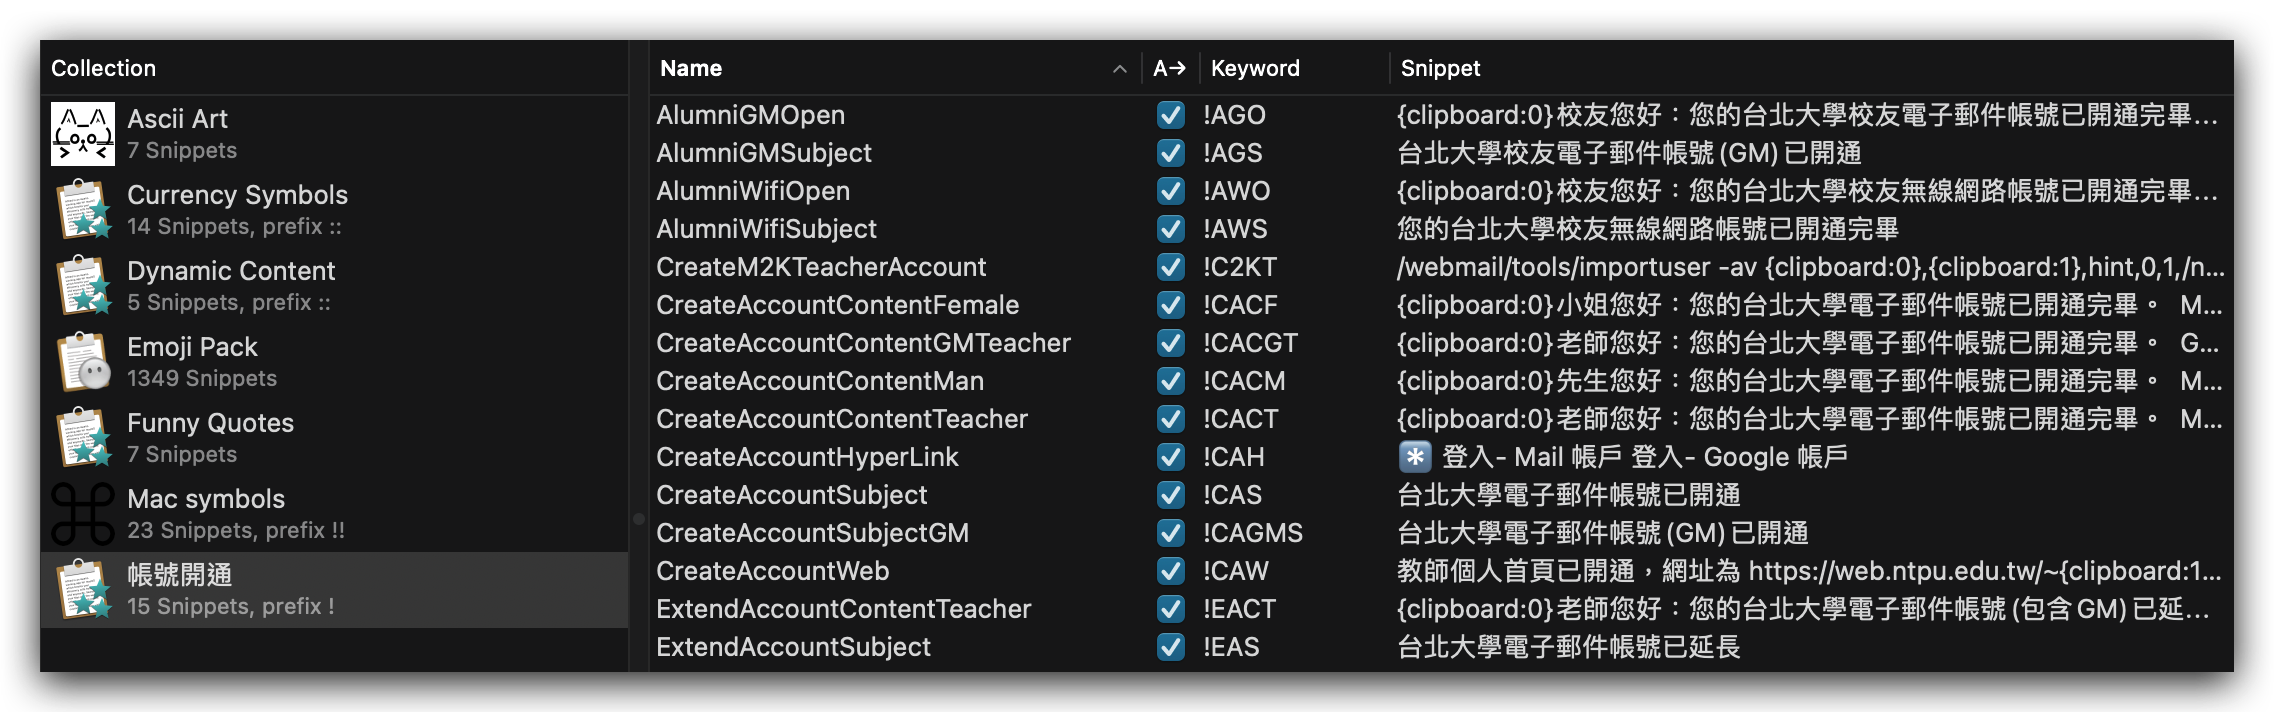 Collection
Ascii Art
7 Snippets
Currency Symbols
14 Snippets, prefix ::
Dynamic Content
5 Snippets, prefix ::
Emoji Pack
1349 Snippets
Funny Quotes
7 Snippets
Mac symbols
23 Snippets, prefix !!
帳號開通
15 Snippets, prefix !
Name A→ Keyword Snippet
AlumniGMOpen !AGO {clipboard:0}校友您好：您的台北大學校友電子郵件帳號已開通完畢…
AlumniGMSubject !AGS 台北大學校友電子郵件帳號(GM)已開通
AlumniWifiOpen !AWO {clipboard:0}校友您好：您的台北大學校友無線網路帳號已開通完畢…
AlumniWifiSubject !AWS 您的台北大學校友無線網路帳號已開通完畢
CreateM2KTeacherAccount !C2KT /webmail/tools/importuser -av {clipboard:0},{clipboard:1},hint,0,1,/n…
CreateAccountContentFemale !CACF {clipboard:0}小姐您好：您的台北大學電子郵件帳號已開通完畢。 M…
CreateAccountContentGMTeacher !CACGT {clipboard:0}老師您好：您的台北大學電子郵件帳號已開通完畢。 G…
CreateAccountContentMan !CACM {clipboard:0}先生您好：您的台北大學電子郵件帳號已開通完畢。 M…
CreateAccountContentTeacher !CACT {clipboard:0}老師您好：您的台北大學電子郵件帳號已開通完畢。 M…
CreateAccountHyperLink !CAH *️⃣ 登入- Mail 帳戶 登入- Google 帳戶
CreateAccountSubject !CAS 台北大學電子郵件帳號已開通
CreateAccountSubjectGM !CAGMS 台北大學電子郵件帳號(GM)已開通
CreateAccountWeb !CAW 教師個人首頁已開通，網址為 https://web.ntpu.edu.tw/~{clipboard:1…
ExtendAccountContentTeacher !EACT {clipboard:0}老師您好：您的台北大學電子郵件帳號(包含GM)已延…
ExtendAccountSubject !EAS 台北大學電子郵件帳號已延長